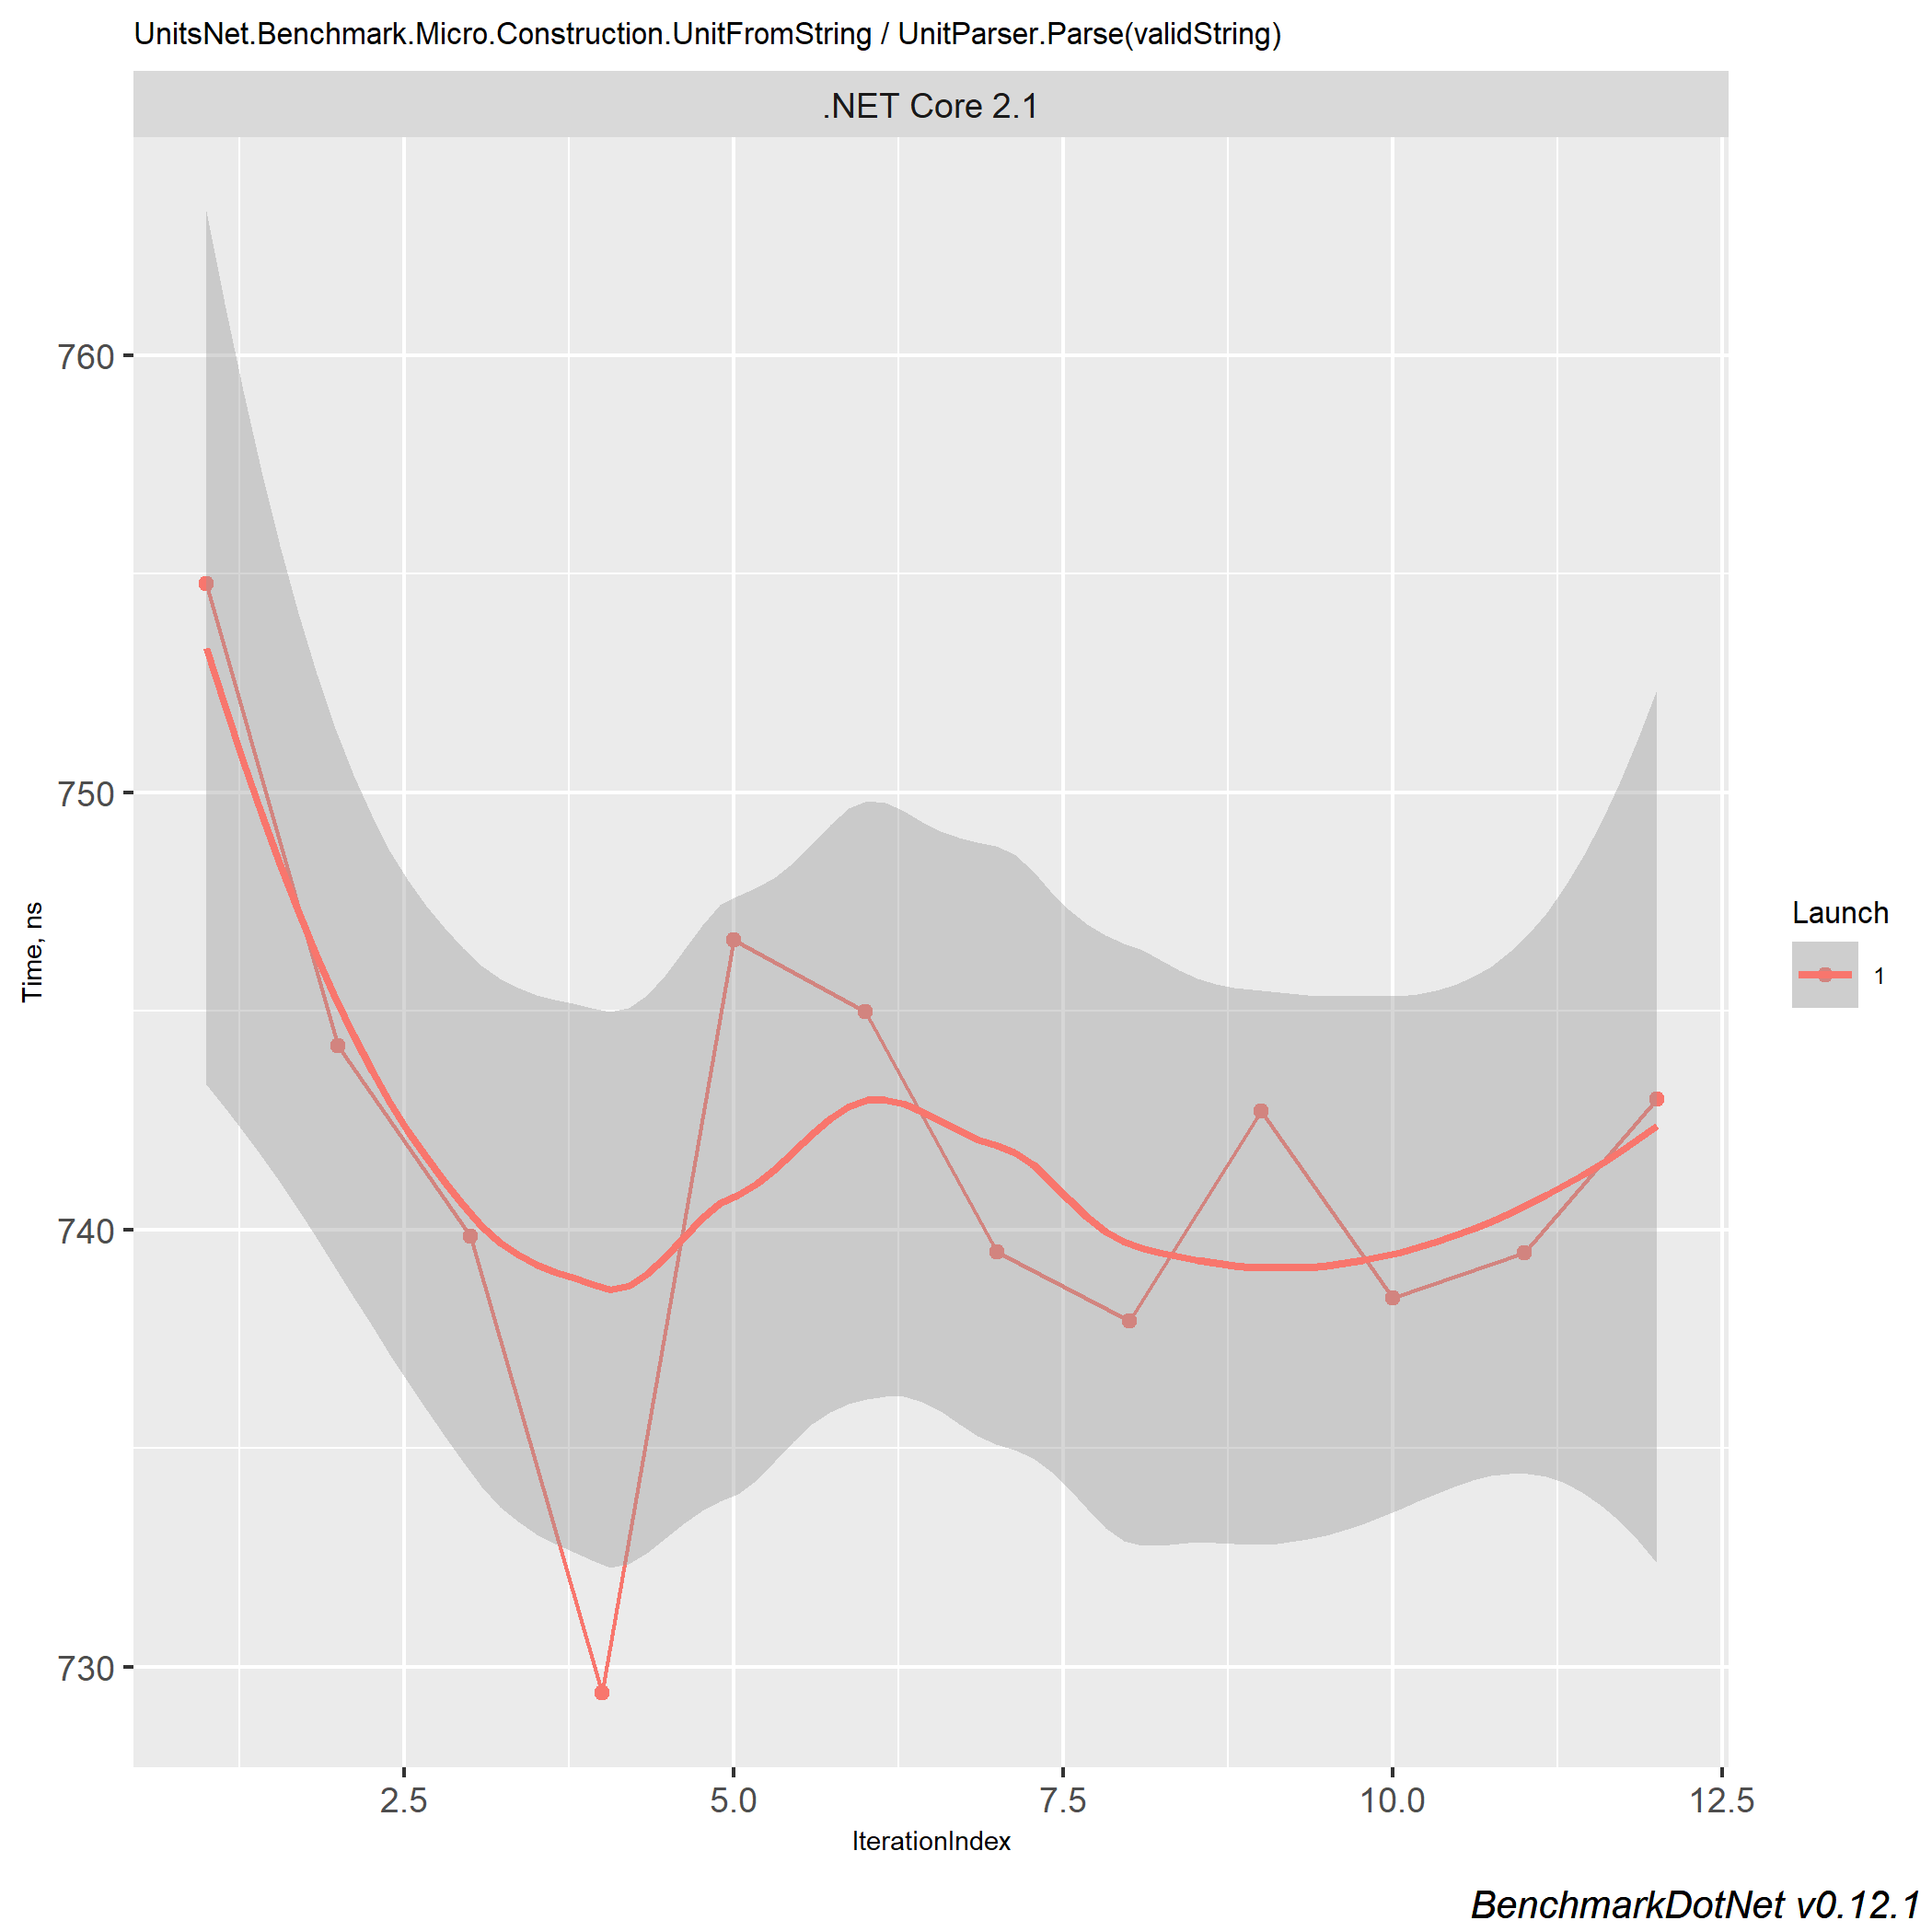 UnitsNet.Benchmark.Micro.Construction.UnitFromString / UnitParser.Parse(validString)
.NET Core 2.1
760
750
740
730
Time, ns
2.5 5.0 7.5 10.0 12.5
IterationIndex
Launch
1
BenchmarkDotNet v0.12.1